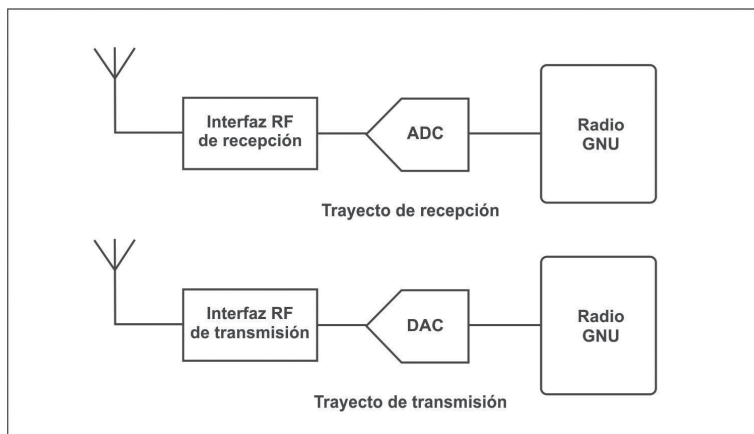 Interfaz RF
de recepción
ADC
Radio
GNU
Trayecto de recepción
Interfaz RF
de transmisión
DAC
Radio
GNU
Trayecto de transmisión